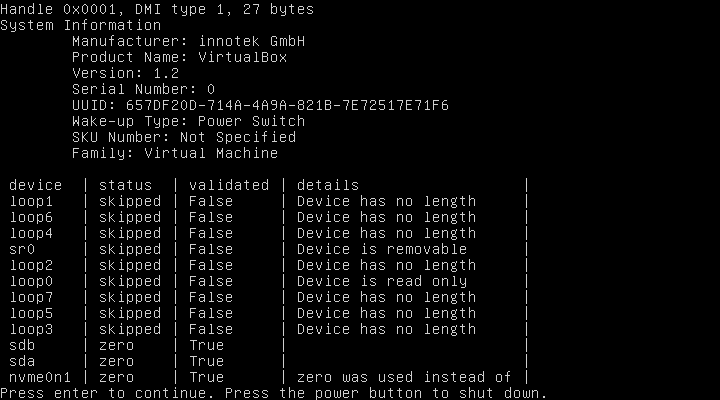 Handle 0x0001, DMI type 1, 27 bytes
System Information
        Manufacturer: innotek GmbH
        Product Name: VirtualBox
        Version: 1.2
        Serial Number: 0
        UUID: 657DF20D-714A-4A9A-821B-7E72517E71F6
        Wake-up Type: Power Switch
        SKU Number: Not Specified
        Family: Virtual Machine

 device  | status  | validated | details                   |
 loop1   | skipped | False     | Device has no length      |
 loop6   | skipped | False     | Device has no length      |
 loop4   | skipped | False     | Device has no length      |
 sr0     | skipped | False     | Device is removable       |
 loop2   | skipped | False     | Device has no length      |
 loop0   | skipped | False     | Device is read only       |
 loop7   | skipped | False     | Device has no length      |
 loop5   | skipped | False     | Device has no length      |
 loop3   | skipped | False     | Device has no length      |
 sdb     | zero    | True      |                           |
 sda     | zero    | True      |                           |
 nvme0n1 | zero    | True      | zero was used instead of |
Press enter to continue. Press the power button to shut down.